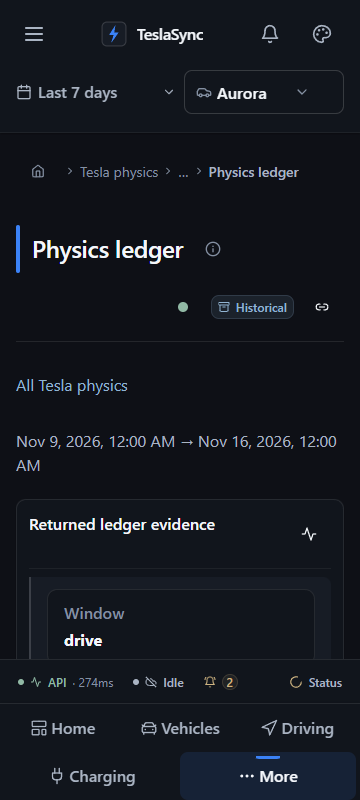 TeslaSync
Last 7 days
Aurora
Tesla physics
...
Physics ledger
Physics ledger
Historical
All Tesla physics
Nov 9, 2026, 12:00 AM → Nov 16, 2026, 12:00
AM
Returned ledger evidence
Window
drive
API · 274ms
Idle
2
Status
Home
Vehicles
Driving
Charging
More